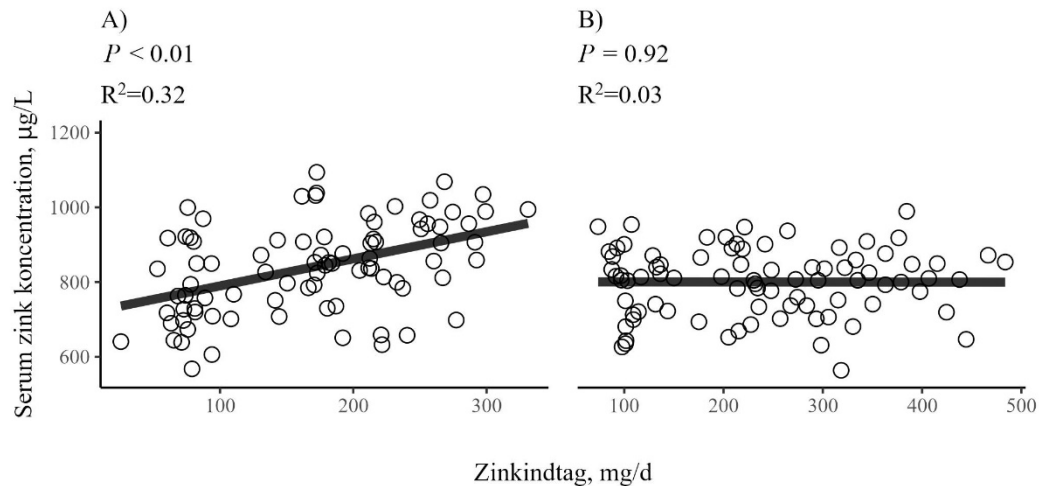 A)
P < 0.01
R²=0.32
B)
P = 0.92
R²=0.03
Serum zink koncentration, µg/L
1200
1000
800
600
100
200
300
100
200
300
400
500
Zinkindtag, mg/d